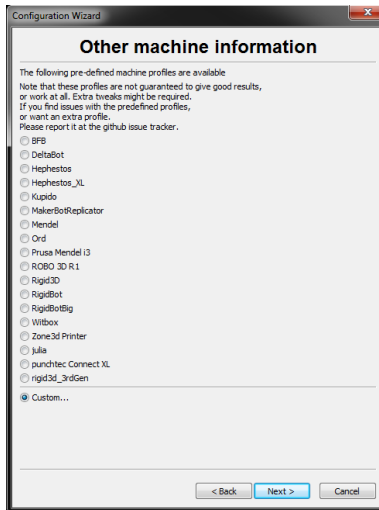 Configuration Wizard
Other machine information
The following pre-defined machine profiles are available
Note that these profiles are not guaranteed to give good results,
or work at all. Extra tweaks might be required.
If you find issues with the predefined profiles,
or want an extra profile.
Please report it at the github issue tracker.
BFB
DeltaBot
Hephestos
Hephestos_XL
Kupido
MakerBotReplicator
Mendel
Ord
Prusa Mendel i3
ROBO 3D R1
Rigid3D
RigidBot
RigidBotBig
Witbox
Zone3d Printer
julia
punchtec Connect XL
rigid3d_3rdGen
Custom...
< Back Next > Cancel